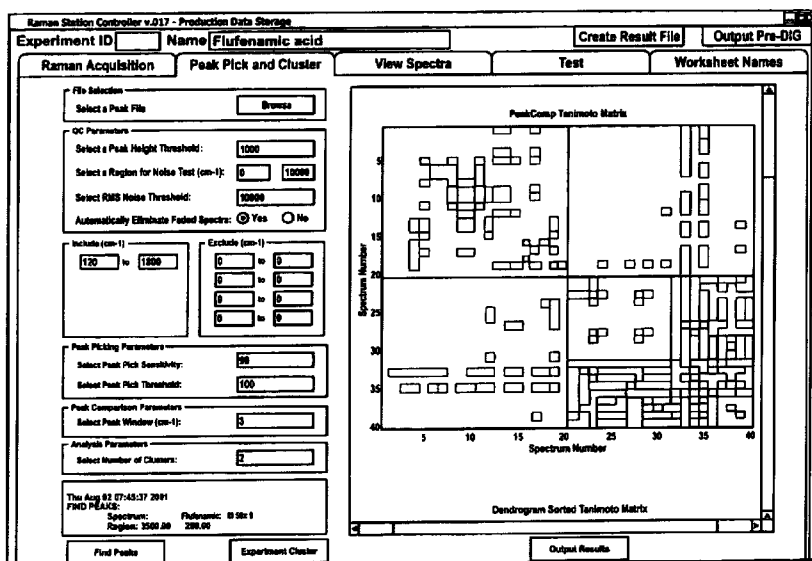 Raman Station Controller v.017 - Production Data Storage
Experiment ID Name Flufenamic acid Create Result File Output Pre-DIG
Raman Acquisition Peak Pick and Cluster View Spectra Test Worksheet Names
File Selection
Select a Peak File Browse
QC Parameters
Select a Peak Height Threshold: 1000
Select a Region for Noise Test (cm-1): 0 10000
Select RMS Noise Threshold: 10000
Automatically Eliminate Faded Spectra: Yes No
Include (cm-1)
120 to 1800
Exclude (cm-1)
0 to 0
0 to 0
0 to 0
0 to 0
Peak Picking Parameters
Select Peak Pick Sensitivity: 98
Select Peak Pick Threshold: 100
Peak Comparison Parameters
Select Peak Window (cm-1): 3
Analysis Parameters
Select Number of Clusters: 2
Thu Aug 02 07:45:37 2001
FIND PEAKS:
Spectrum: Flufenamic:
Region: 3500.00 200.00
Find Peaks Experiment Cluster
PeakComp Tanimoto Matrix
Spectrum Number
5
10
15
20
25
30
35
40
5 10 15 20 25 30 35 40
Spectrum Number
Dendrogram Sorted Tanimoto Matrix
Output Results